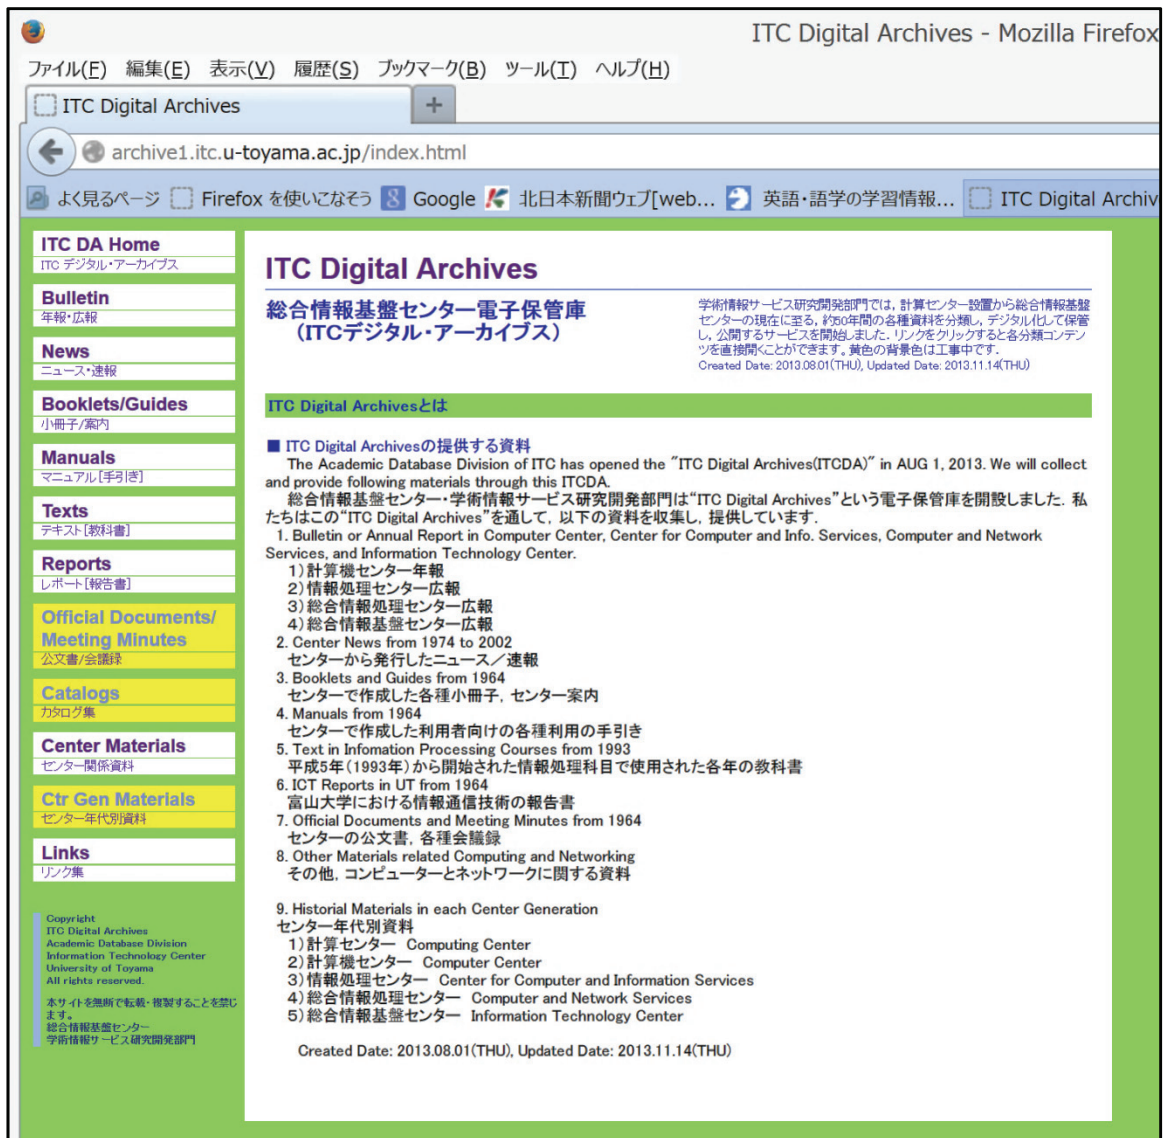 ITC Digital Archives - Mozilla Firefox
ファイル(F) 編集(E) 表示(V) 履歴(S) ブックマーク(B) ツール(T) ヘルプ(H)
ITC Digital Archives
archive1.itc.u-toyama.ac.jp/index.html
よく見るページ Firefox を使いこなそう Google 北日本新聞ウェブ[web... 英語・語学の学習情報... ITC Digital Archiv
ITC DA Home
ITC デジタル・アーカイブス
Bulletin
年報・広報
News
ニュース・速報
Booklets/Guides
小冊子/案内
Manuals
マニュアル[手引き]
Texts
テキスト[教科書]
Reports
レポート[報告書]
Official Documents/
Meeting Minutes
公文書/会議録
Catalogs
カタログ集
Center Materials
センター関係資料
Ctr Gen Materials
センター年代別資料
Links
リンク集
Copyright
ITC Digital Archives
Academic Database Division
Information Technology Center
University of Toyama
All rights reserved.
本サイトを無断で転載・複製することを禁じ
ます。
総合情報基盤センター
学術情報サービス研究開発部門
ITC Digital Archives
総合情報基盤センター電子保管庫
(ITCデジタル・アーカイブス)
学術情報サービス研究開発部門では, 計算センター設置から総合情報基盤
センターの現在に至る, 約50年間の各種資料を分類し, デジタル化して保管
し, 公開するサービスを開始しました. リンクをクリックすると各分類コンテン
ツを直接開くことができます。黄色の背景色は工事中です.
Created Date: 2013.08.01(THU), Updated Date: 2013.11.14(THU)
ITC Digital Archivesとは
■ ITC Digital Archivesの提供する資料
The Academic Database Division of ITC has opened the "ITC Digital Archives(ITCDA)" in AUG 1, 2013. We will collect
and provide following materials through this ITCDA.
総合情報基盤センター・学術情報サービス研究開発部門は"ITC Digital Archives"という電子保管庫を開設しました. 私
たちはこの"ITC Digital Archives"を通して, 以下の資料を収集し, 提供しています.
1. Bulletin or Annual Report in Computer Center, Center for Computer and Info. Services, Computer and Network
Services, and Information Technology Center.
1)計算機センター年報
2)情報処理センター広報
3)総合情報処理センター広報
4)総合情報基盤センター広報
2. Center News from 1974 to 2002
センターから発行したニュース／速報
3. Booklets and Guides from 1964
センターで作成した各種小冊子, センター案内
4. Manuals from 1964
センターで作成した利用者向けの各種利用の手引き
5. Text in Infomation Processing Courses from 1993
平成5年(1993年)から開始された情報処理科目で使用された各年の教科書
6. ICT Reports in UT from 1964
富山大学における情報通信技術の報告書
7. Official Documents and Meeting Minutes from 1964
センターの公文書, 各種会議録
8. Other Materials related Computing and Networking
その他, コンピューターとネットワークに関する資料
9. Historial Materials in each Center Generation
センター年代別資料
1)計算センター Computing Center
2)計算機センター Computer Center
3)情報処理センター Center for Computer and Information Services
4)総合情報処理センター Computer and Network Services
5)総合情報基盤センター Information Technology Center
Created Date: 2013.08.01(THU), Updated Date: 2013.11.14(THU)